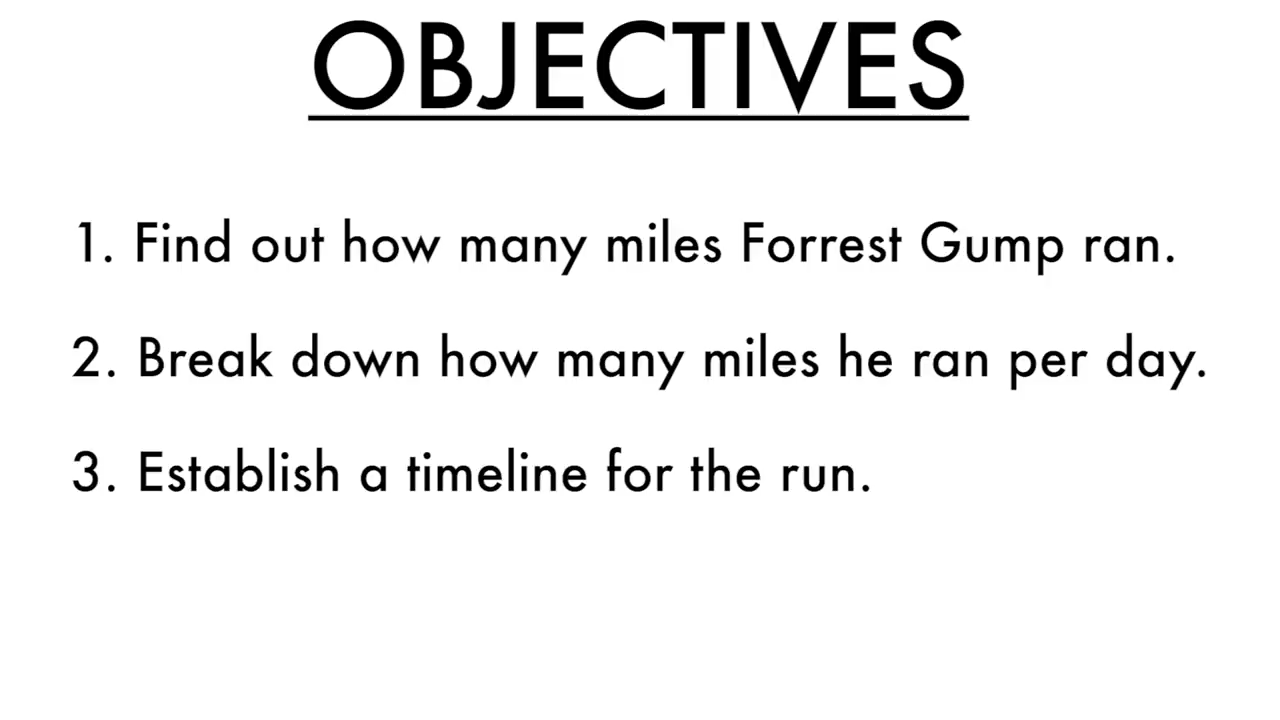 OBJECTIVES
1. Find out how many miles Forrest Gump ran.
2. Break down how many miles he ran per day.
3. Establish a timeline for the run.